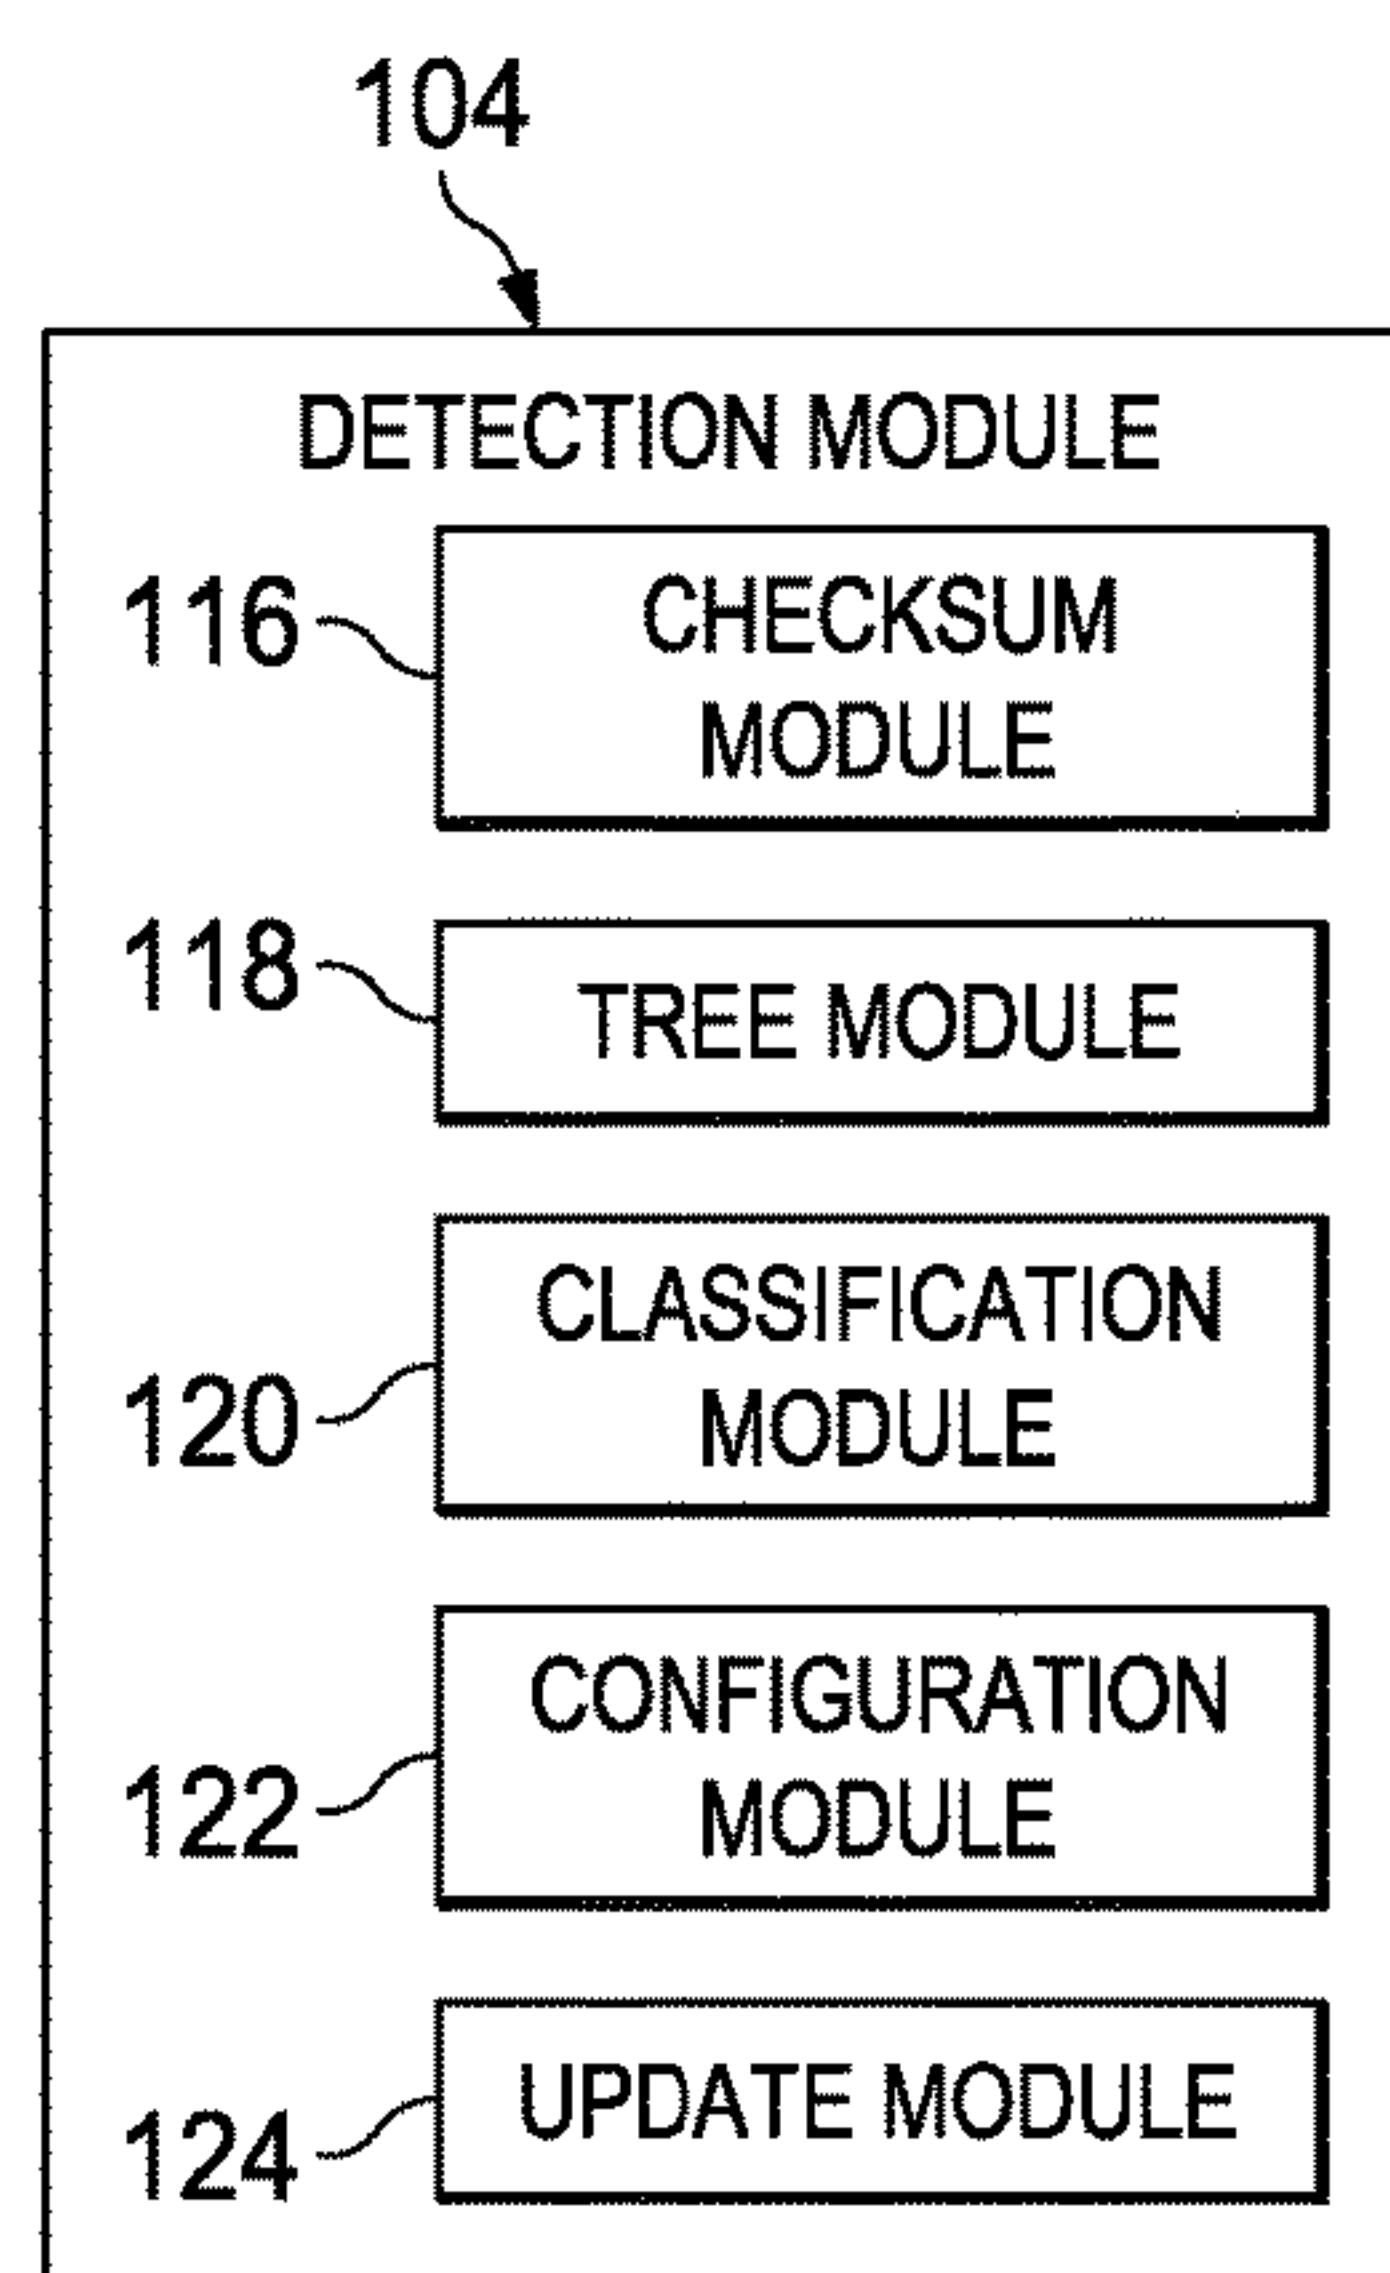 104
DETECTION MODULE
116
CHECKSUM
MODULE
118
TREE MODULE
120
CLASSIFICATION
MODULE
122
CONFIGURATION
MODULE
124
UPDATE MODULE